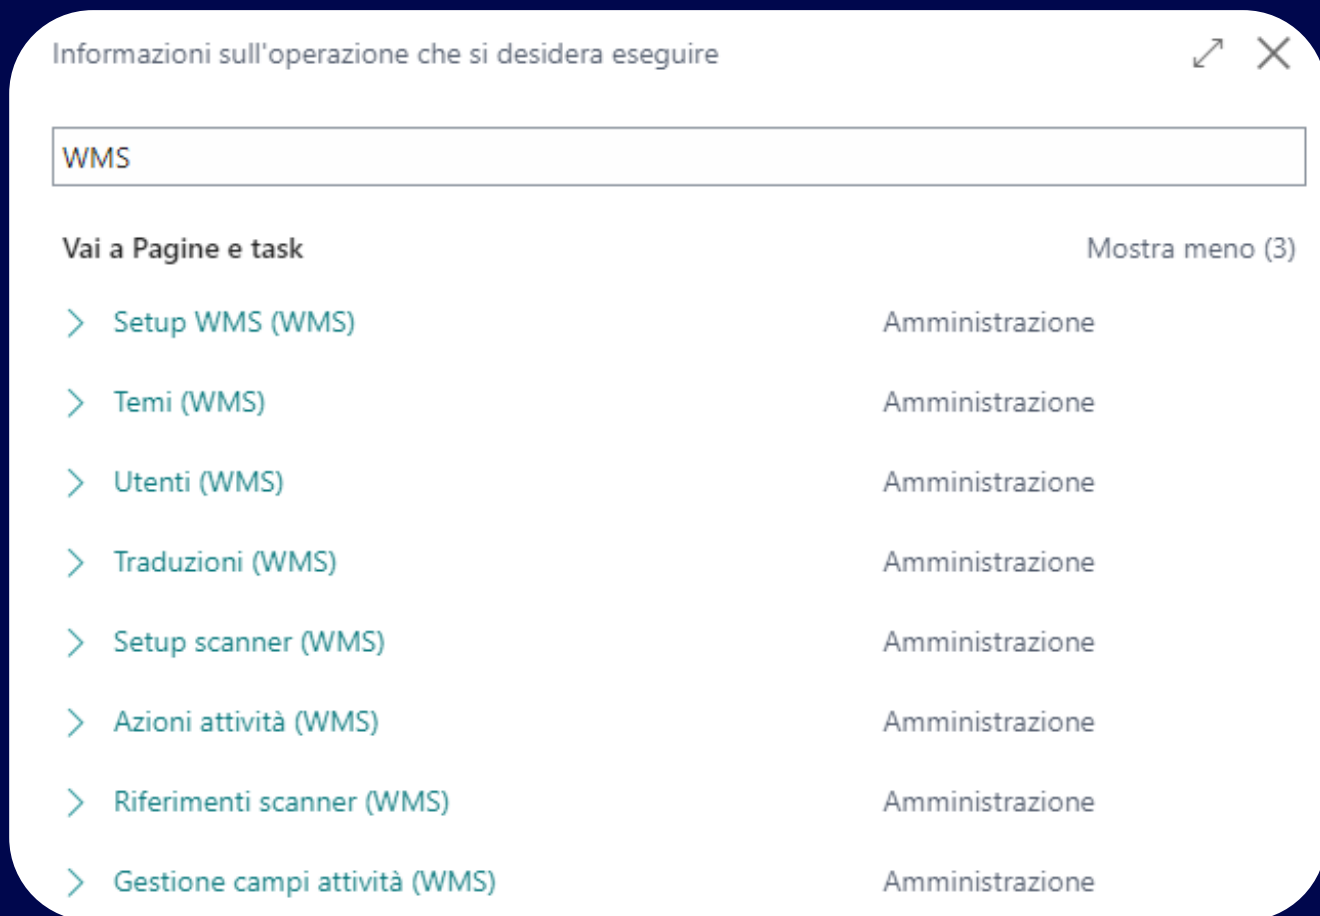 Informazioni sull'operazione che si desidera eseguire
WMS
Vai a Pagine e task Mostra meno (3)
Setup WMS (WMS) Amministrazione
Temi (WMS) Amministrazione
Utenti (WMS) Amministrazione
Traduzioni (WMS) Amministrazione
Setup scanner (WMS) Amministrazione
Azioni attività (WMS) Amministrazione
Riferimenti scanner (WMS) Amministrazione
Gestione campi attività (WMS) Amministrazione